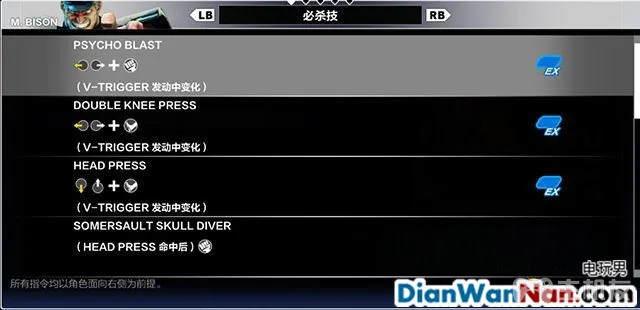 M. BISON
LB 必杀技 RB
PSYCHO BLAST
+
(V-TRIGGER 发动中变化)
EX
DOUBLE KNEE PRESS
+
(V-TRIGGER 发动中变化)
EX
HEAD PRESS
+
(V-TRIGGER 发动中变化)
EX
SOMERSAULT SKULL DIVER
(HEAD PRESS 命中后)
所有指令均以角色面向右侧为前提。
电玩男
DianWanNan.com